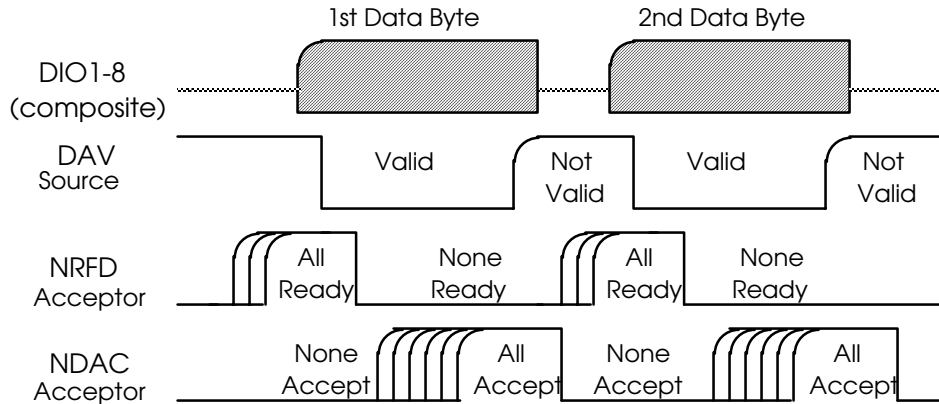 1st Data Byte
2nd Data Byte
DIO1-8
(composite)
DAV
Source
Valid
Not
Valid
Valid
Not
Valid
NRFD
Acceptor
All
Ready
None
Ready
All
Ready
None
Ready
NDAC
Acceptor
None
Accept
All
Accept
None
Accept
All
Accept